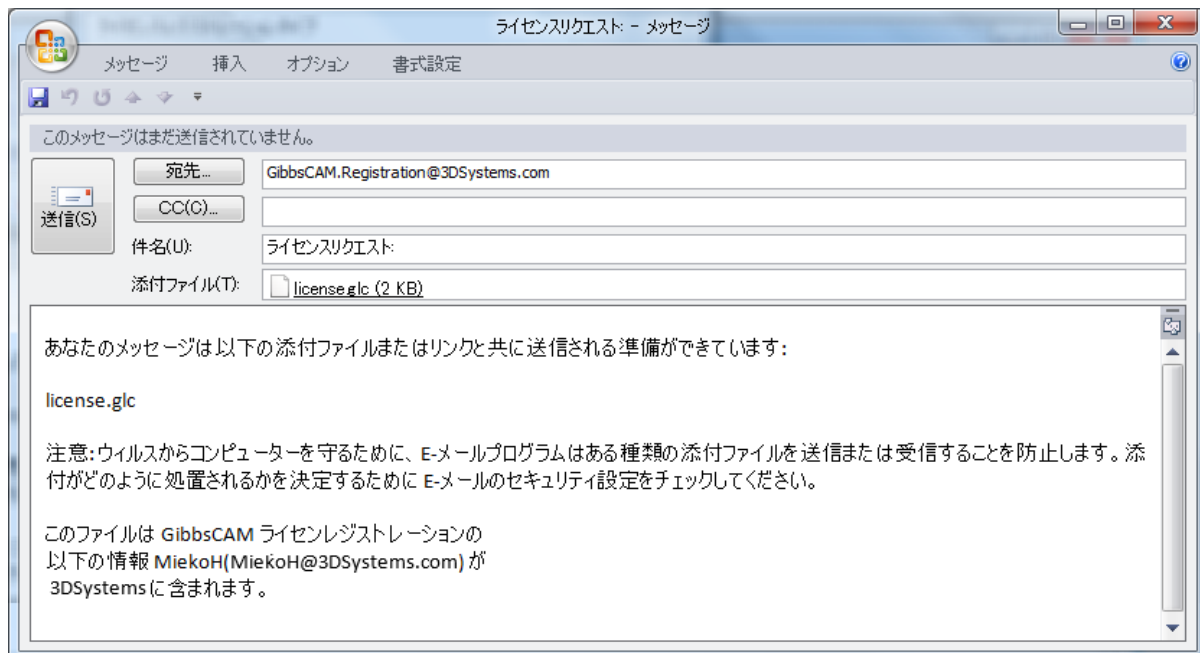 ライセンスリクエスト: - メッセージ
メッセージ 挿入 オプション 書式設定
このメッセージはまだ送信されていません。
宛先... GibbsCAM.Registration@3DSystems.com
CC(C)...
送信(S)
件名(U): ライセンスリクエスト:
添付ファイル(T): license.glc (2 KB)
あなたのメッセージは以下の添付ファイルまたはリンクと共に送信される準備ができています:
license.glc
注意:ウィルスからコンピューターを守るために、E-メールプログラムはある種類の添付ファイルを送信または受信することを防止します。添
付がどのように処置されるかを決定するために E-メールのセキュリティ設定をチェックしてください。
このファイルは GibbsCAM ライセンレジストレーションの
以下の情報 MiekoH(MiekoH@3DSystems.com) が
3DSystemsに含まれます。